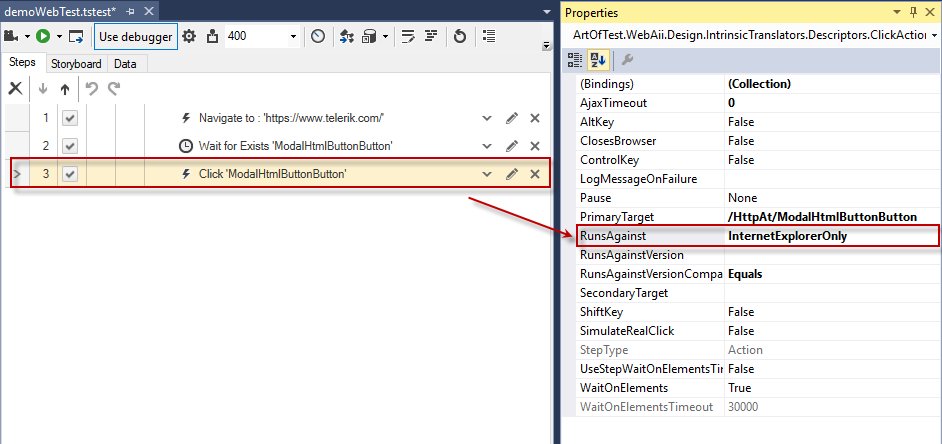 demoWebTest.tstest*
Use debugger
400
Steps
Storyboard
Data
1 Navigate to : 'https://www.telerik.com/'
2 Wait for Exists 'ModalHtmlButtonButton'
3 Click 'ModalHtmlButtonButton'
Properties
ArtOfTest.WebAii.Design.IntrinsicTranslators.Descriptors.ClickAction
(Bindings) (Collection)
AjaxTimeout 0
AltKey False
ClosesBrowser False
ControlKey False
LogMessageOnFailure
Pause None
PrimaryTarget /HttpAt/ModalHtmlButtonButton
RunsAgainst InternetExplorerOnly
RunsAgainstVersion
RunsAgainstVersionCompa Equals
SecondaryTarget
ShiftKey False
SimulateRealClick False
StepType Action
UseStepWaitOnElementsTi False
WaitOnElements True
WaitOnElementsTimeout 30000